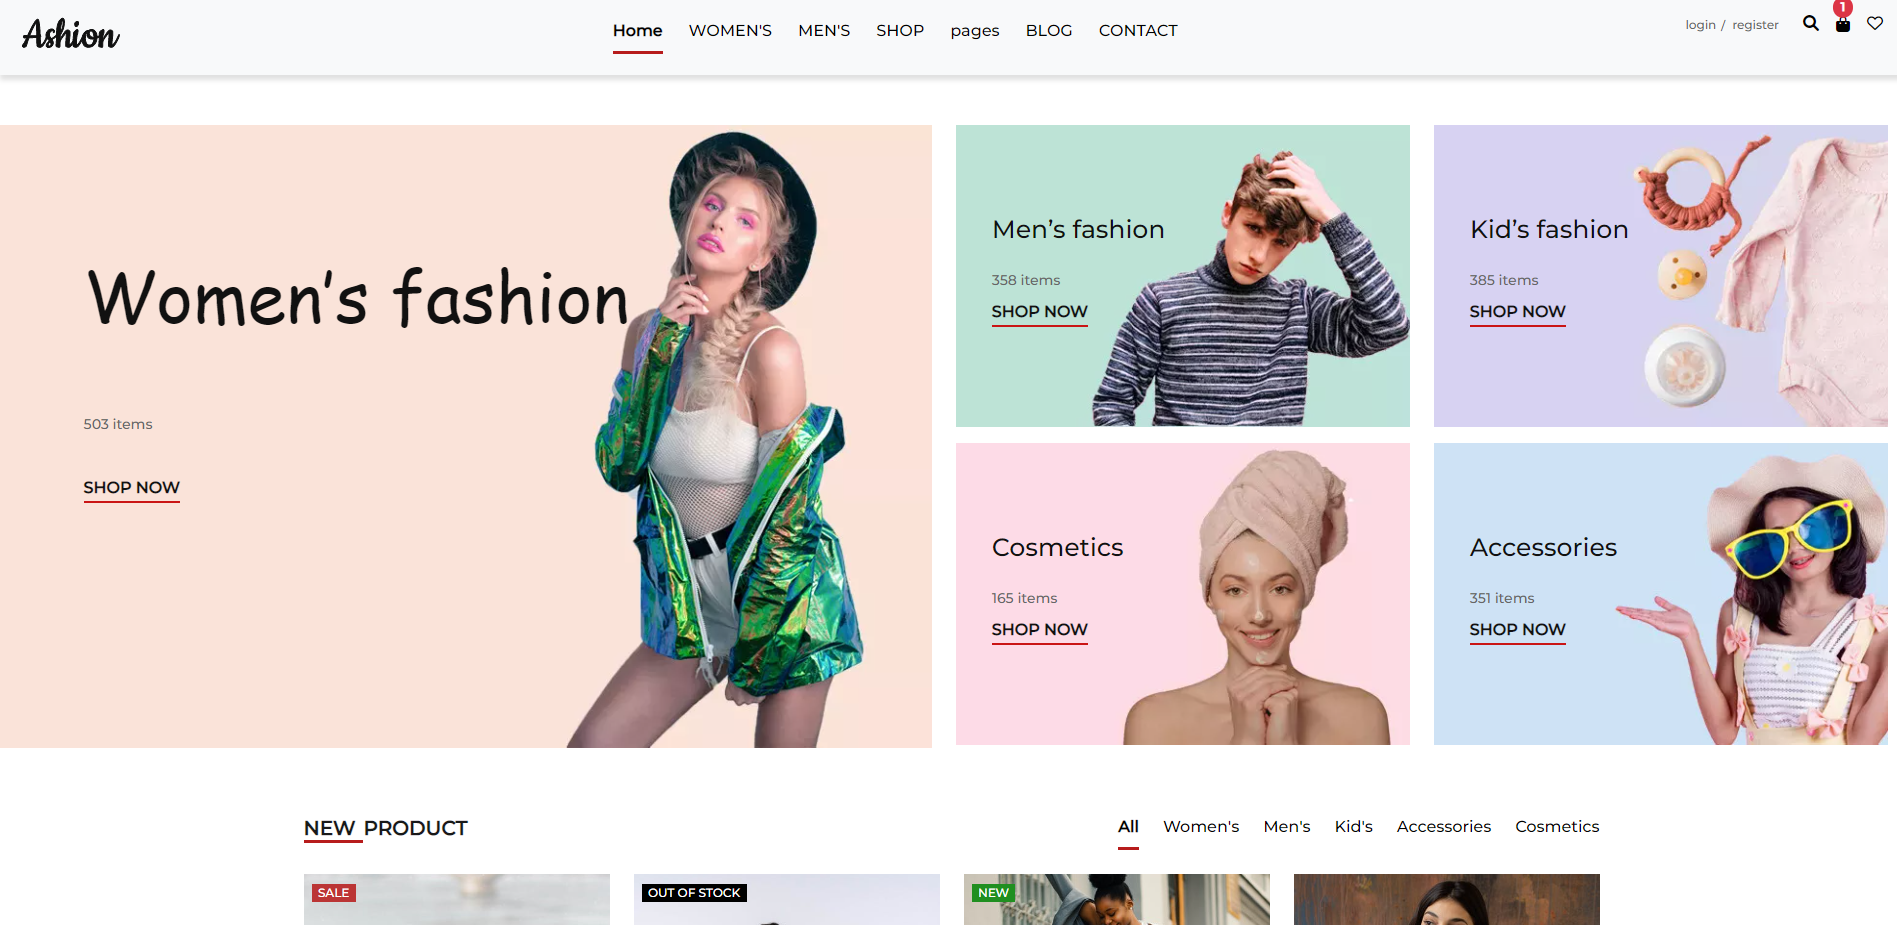 Ashion
Home WOMEN'S MEN'S SHOP pages BLOG CONTACT
login / register
1
Women's fashion
503 items
SHOP NOW
Men’s fashion
358 items
SHOP NOW
Kid’s fashion
385 items
SHOP NOW
Cosmetics
165 items
SHOP NOW
Accessories
351 items
SHOP NOW
NEW PRODUCT
All Women's Men's Kid's Accessories Cosmetics
SALE
OUT OF STOCK
NEW